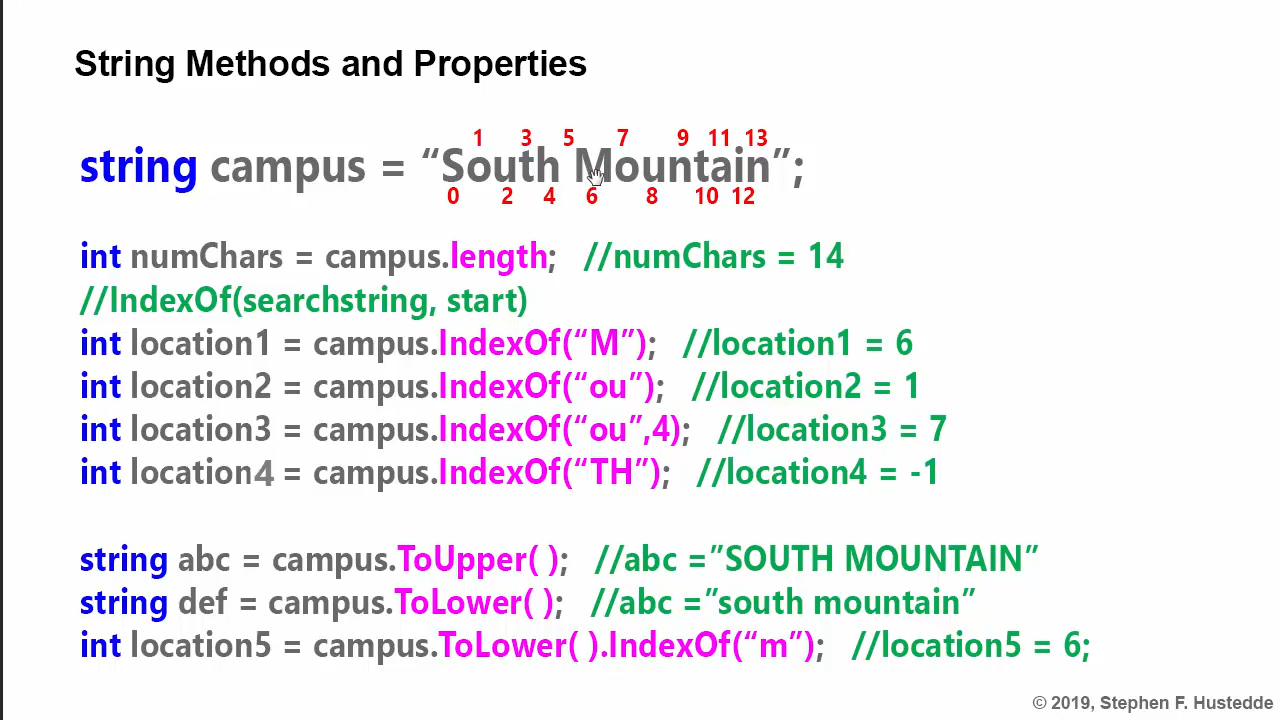 String Methods and Properties
1 3 5 7 9 11 13
string campus = “South Mountain”;
0 2 4 6 8 10 12
int numChars = campus.length; //numChars = 14
//IndexOf(searchstring, start)
int location1 = campus.IndexOf(“M”); //location1 = 6
int location2 = campus.IndexOf(“ou”); //location2 = 1
int location3 = campus.IndexOf(“ou”,4); //location3 = 7
int location4 = campus.IndexOf(“TH”); //location4 = -1
string abc = campus.ToUpper( ); //abc =”SOUTH MOUNTAIN”
string def = campus.ToLower( ); //abc =”south mountain”
int location5 = campus.ToLower( ).IndexOf(“m”); //location5 = 6;
© 2019, Stephen F. Hustedde